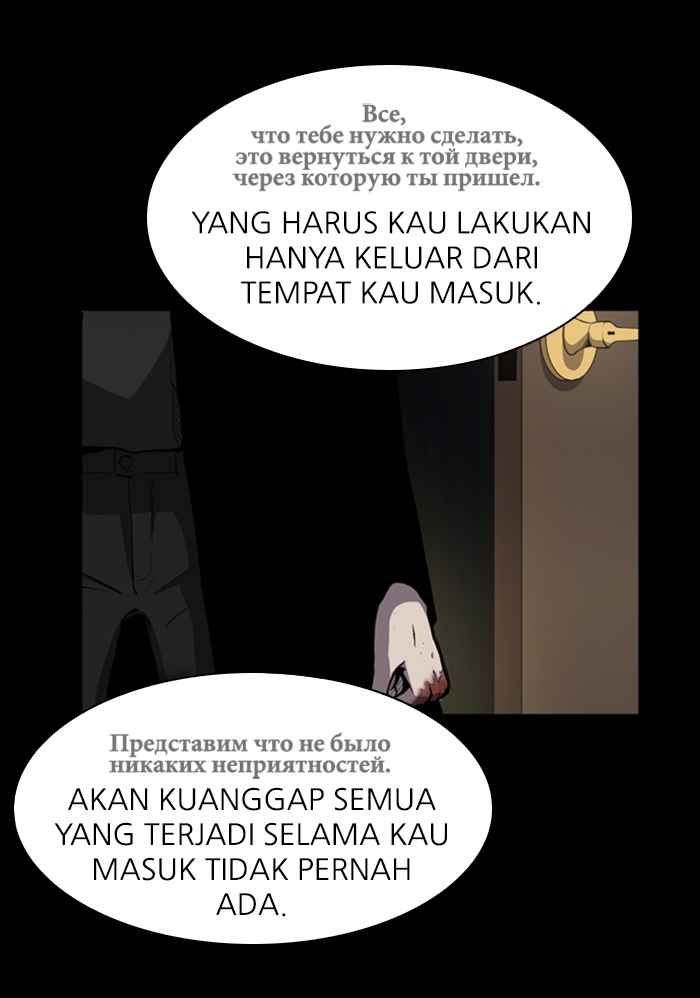 Все,
что тебе нужно сделать,
это вернуться к той двери,
через которую ты пришел.
YANG HARUS KAU LAKUKAN
HANYA KELUAR DARI
TEMPAT KAU MASUK.
Представим что не было
никаких неприятностей.
AKAN KUANGGAP SEMUA
YANG TERJADI SELAMA KAU
MASUK TIDAK PERNAH
ADA.